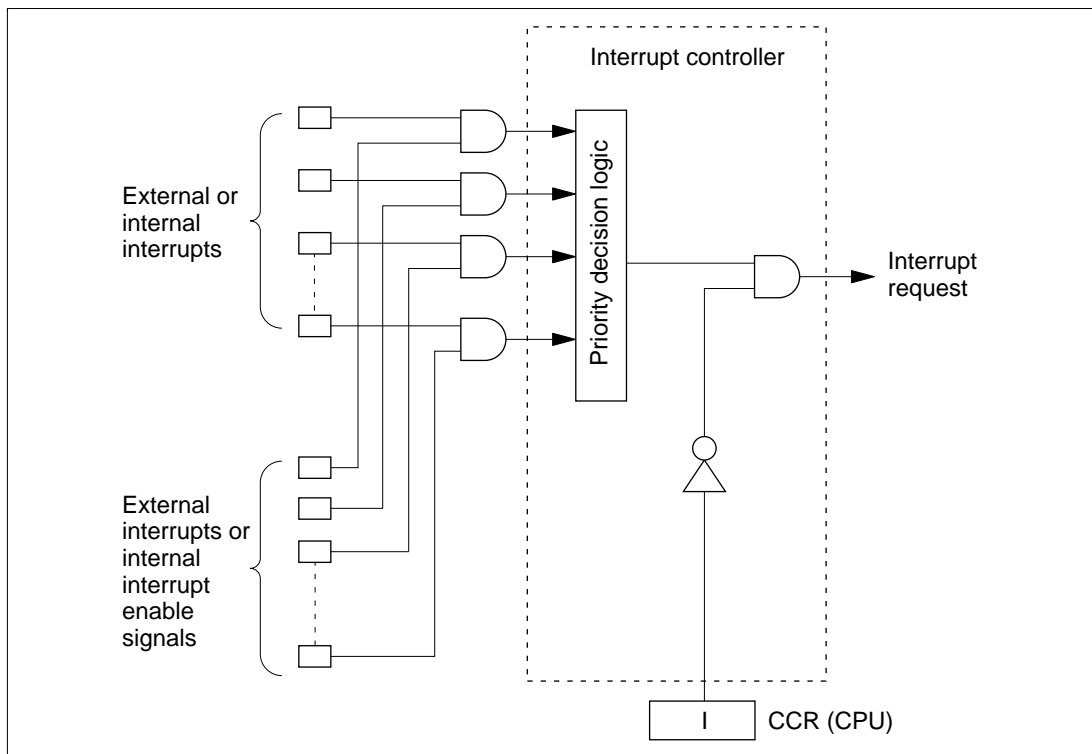 Interrupt controller
External or
internal
interrupts
Priority decision logic
Interrupt
request
External
interrupts or
internal
interrupt
enable
signals
I
CCR (CPU)